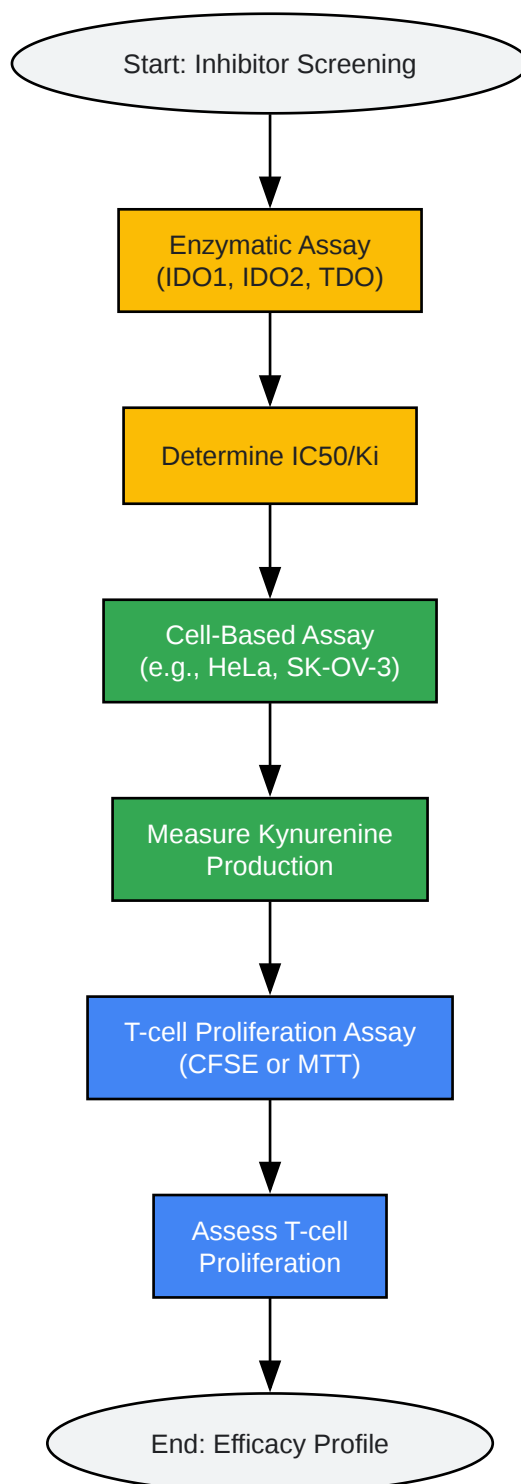 Start: Inhibitor Screening
Enzymatic Assay
(IDO1, IDO2, TDO)
Determine IC50/Ki
Cell-Based Assay
(e.g., HeLa, SK-OV-3)
Measure Kynurenine
Production
T-cell Proliferation Assay
(CFSE or MTT)
Assess T-cell
Proliferation
End: Efficacy Profile